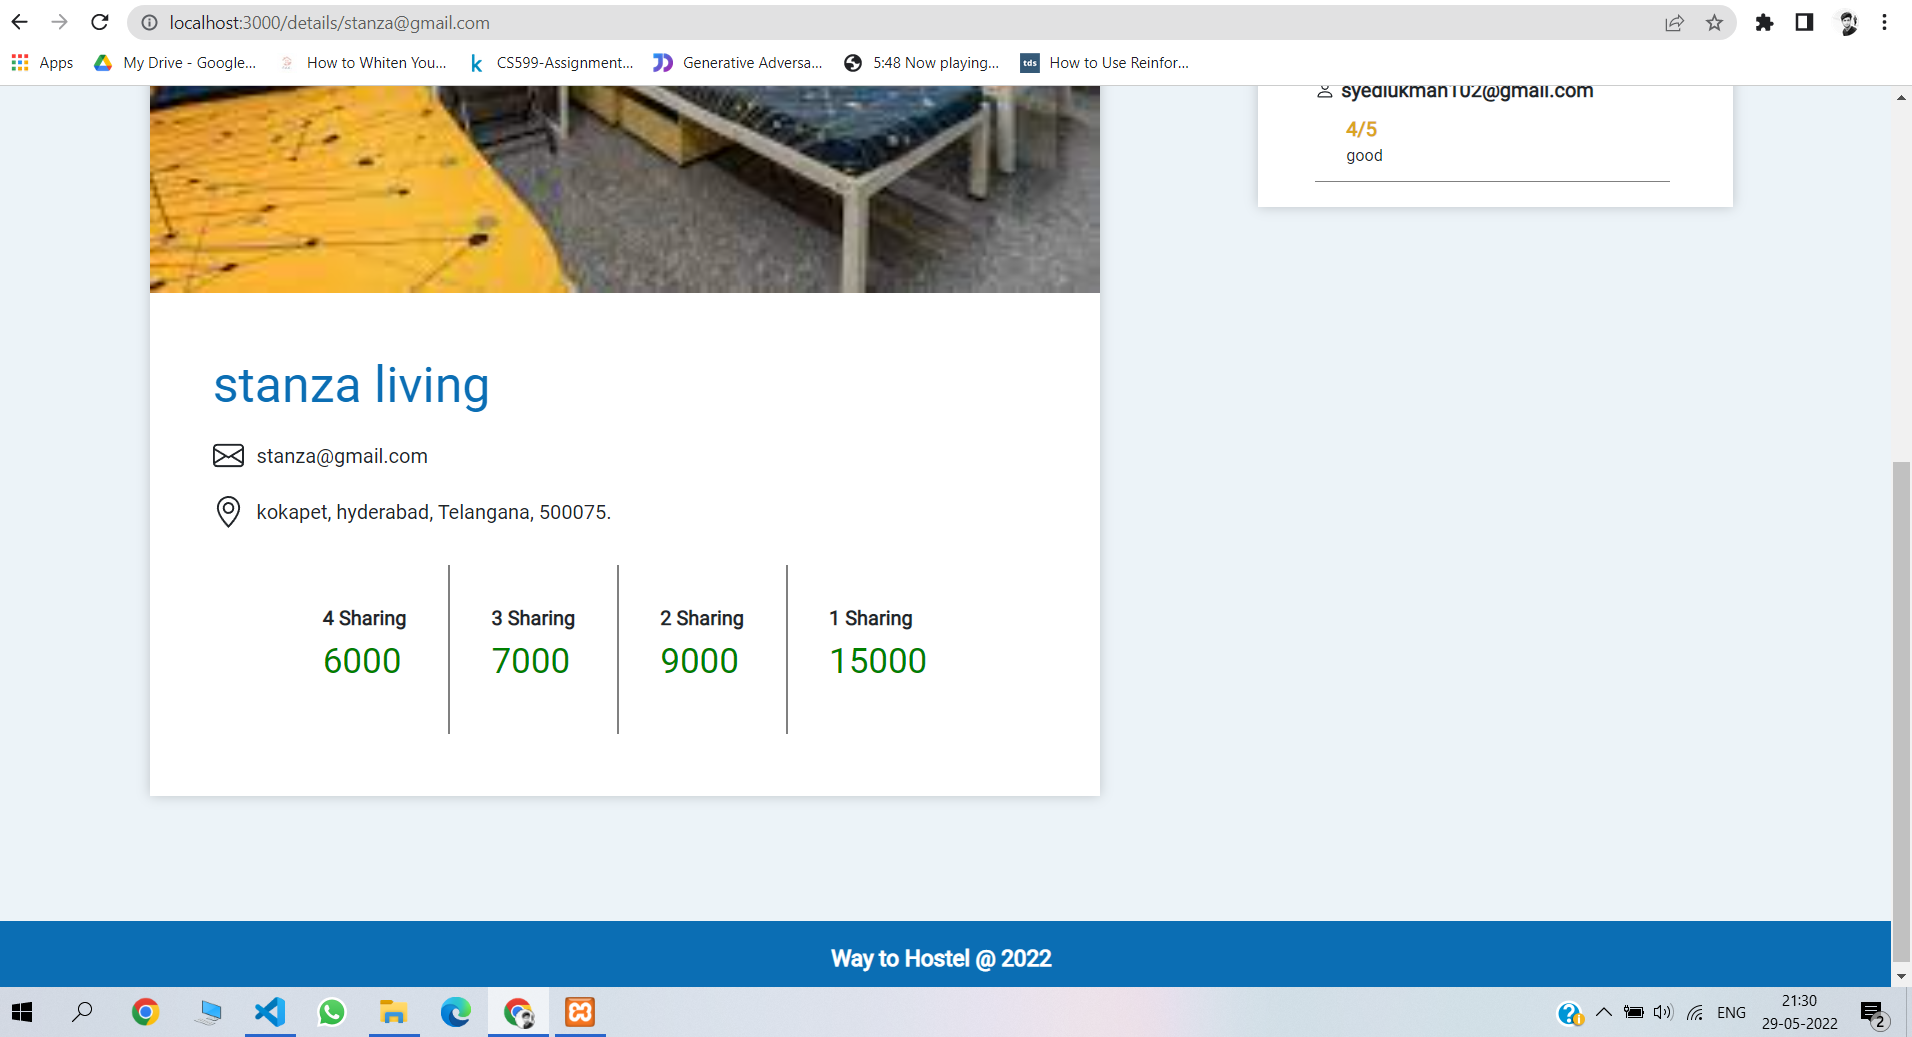 localhost:3000/details/stanza@gmail.com
Apps My Drive - Google... How to Whiten You... CS599-Assignment... Generative Adversa... 5:48 Now playing... tds How to Use Reinfor...
syedlukman102@gmail.com
4/5
good
stanza living
stanza@gmail.com
kokapet, hyderabad, Telangana, 500075.
4 Sharing 3 Sharing 2 Sharing 1 Sharing
6000 7000 9000 15000
Way to Hostel @ 2022
ENG 21:30
29-05-2022 2